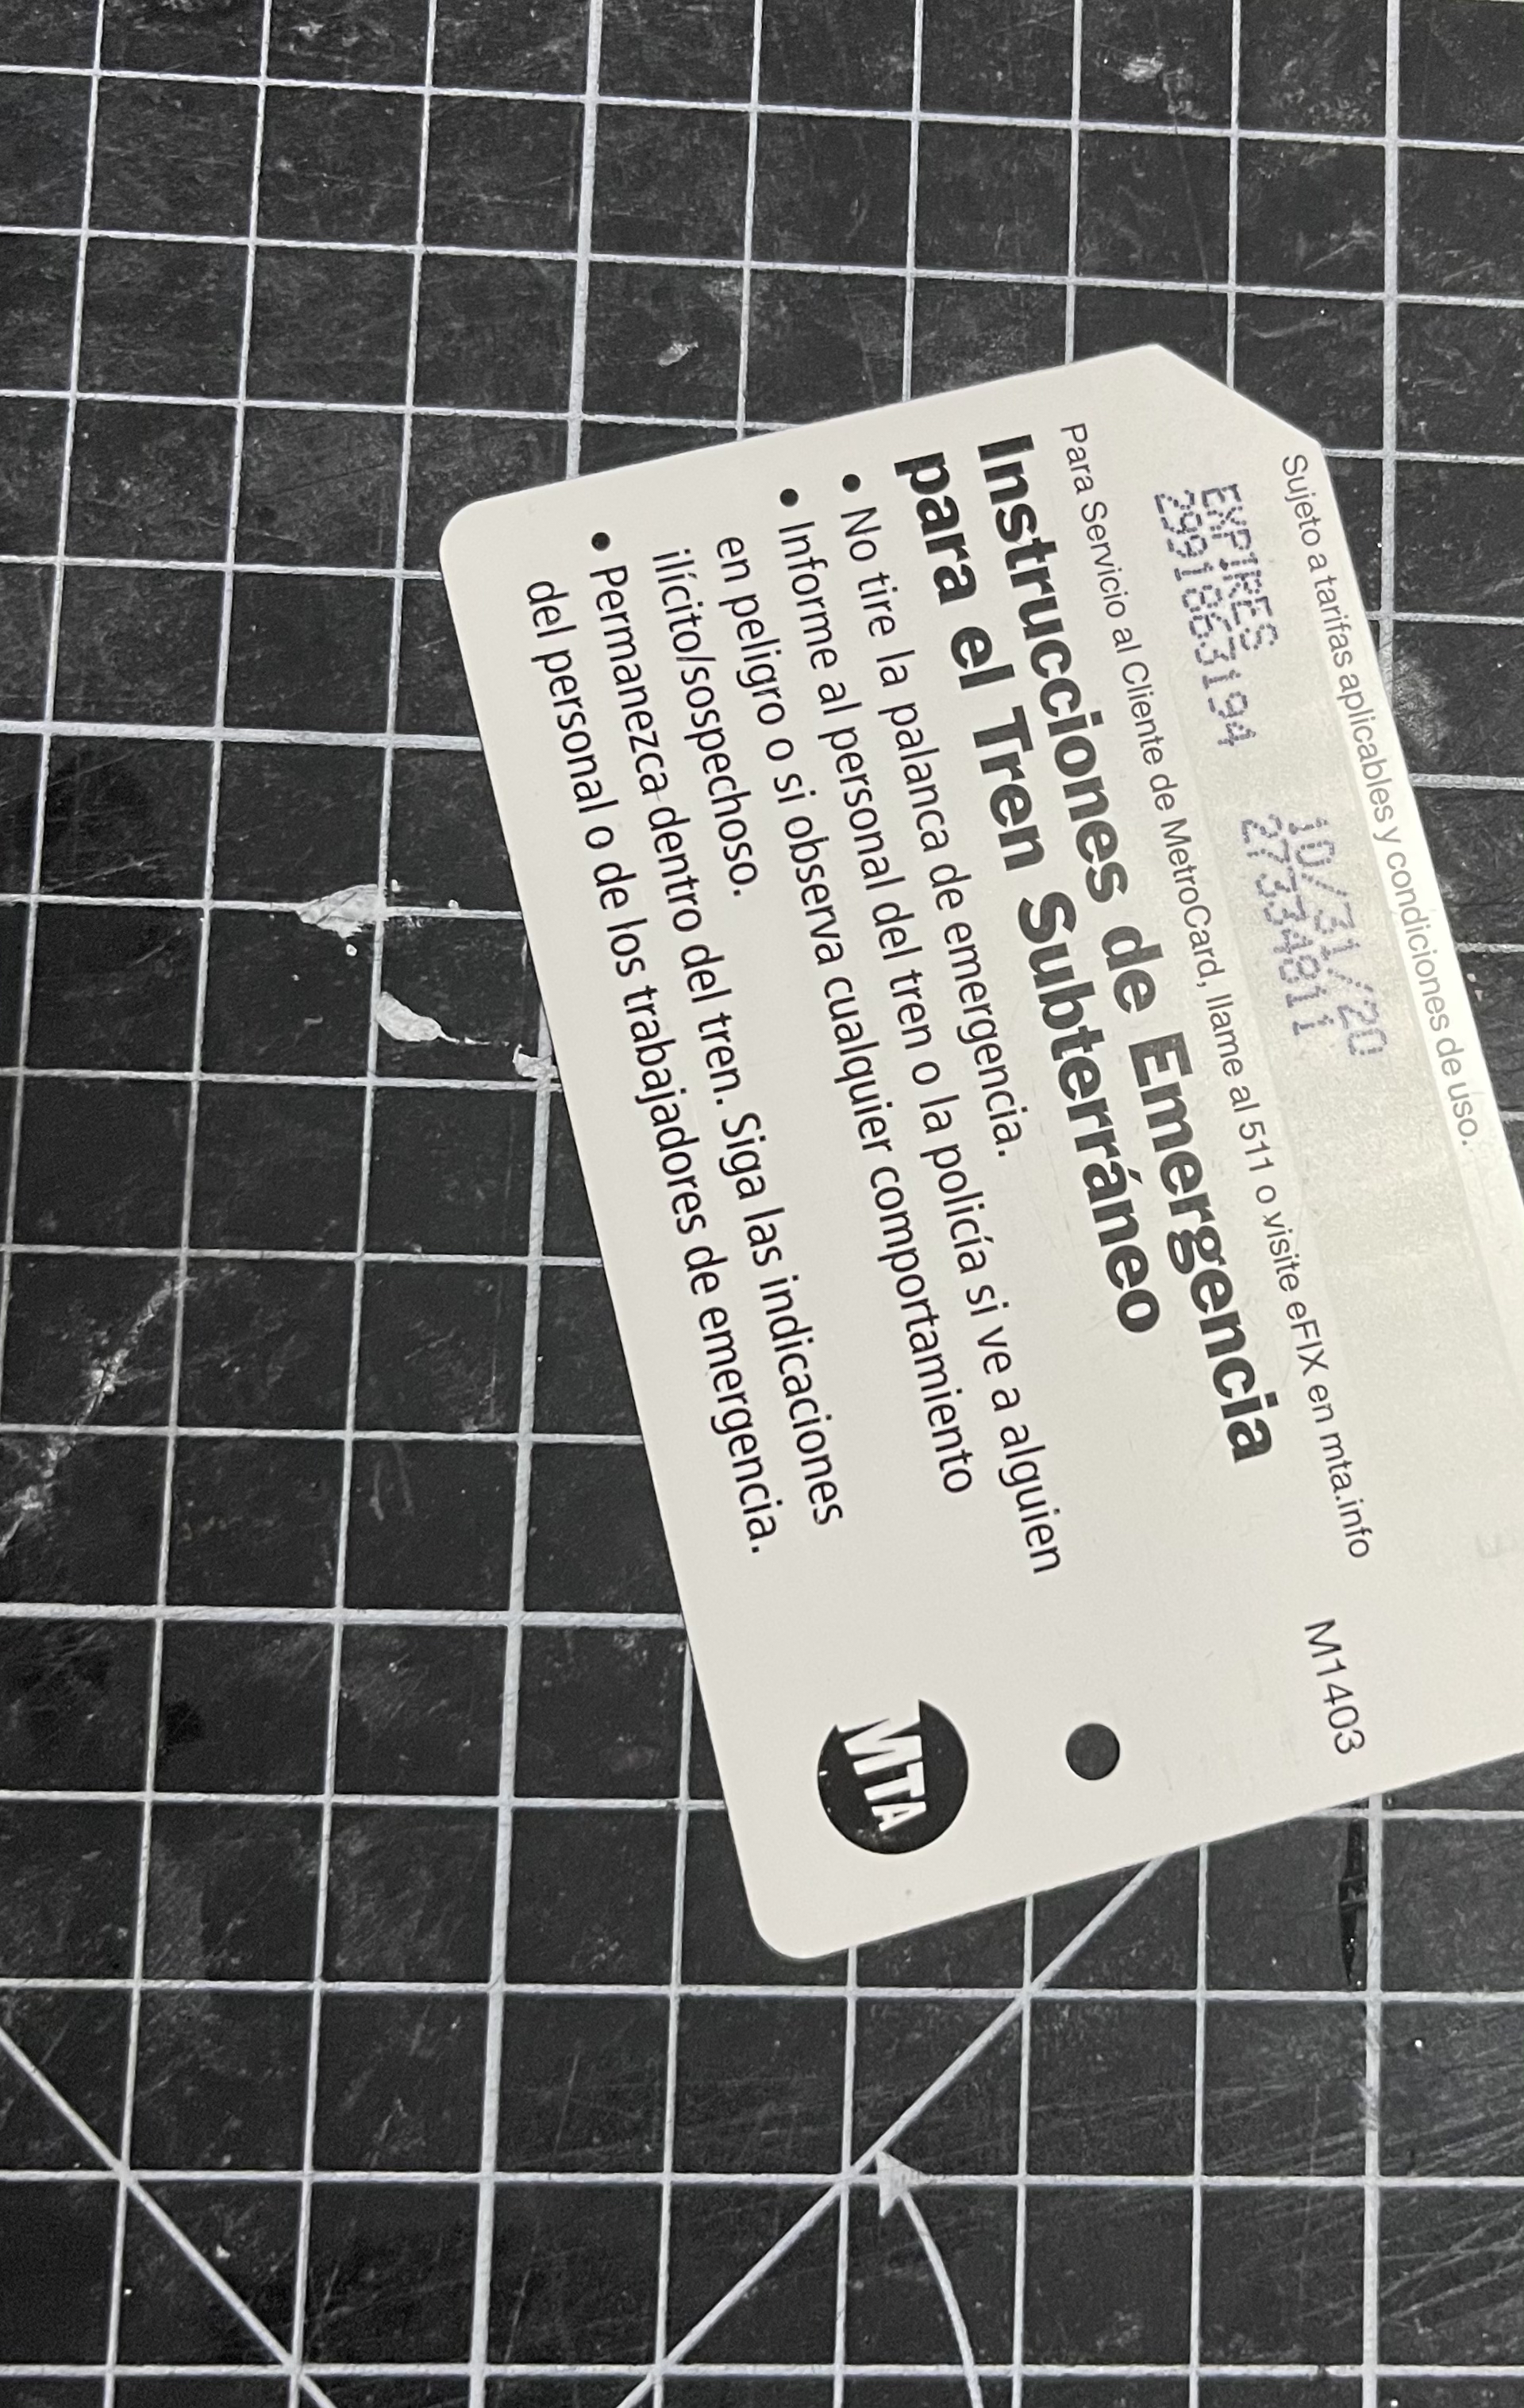 Sujeto a tarifas aplicables y condiciones de uso.
EXPIRES 10/31/20
2991863194 27334811
Para Servicio al Cliente de MetroCard, llame al 511 o visite eFIX en mta.info
M1403
Instrucciones de Emergencia
para el Tren Subterráneo
• No tire la palanca de emergencia.
• Informe al personal del tren o la policía si ve a alguien
en peligro o si observa cualquier comportamiento
ilícito/sospechoso.
• Permanezca dentro del tren. Siga las indicaciones
del personal o de los trabajadores de emergencia.
MTA